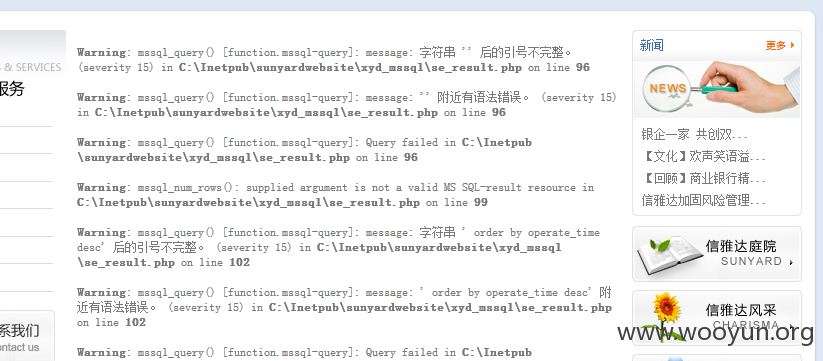 & SERVICES
服务
系我们
ontact us
Warning: mssql_query() [function.mssql-query]: message: 字符串 '' 后的引号不完整。
(severity 15) in C:\Inetpub\sunyardwebsite\xyd_mssql\se_result.php on line 96
Warning: mssql_query() [function.mssql-query]: message: '' 附近有语法错误。 (severity 15)
in C:\Inetpub\sunyardwebsite\xyd_mssql\se_result.php on line 96
Warning: mssql_query() [function.mssql-query]: Query failed in C:\Inetpub
\sunyardwebsite\xyd_mssql\se_result.php on line 96
Warning: mssql_num_rows(): supplied argument is not a valid MS SQL-result resource in
C:\Inetpub\sunyardwebsite\xyd_mssql\se_result.php on line 99
Warning: mssql_query() [function.mssql-query]: message: 字符串 ' order by operate_time
desc' 后的引号不完整。 (severity 15) in C:\Inetpub\sunyardwebsite\xyd_mssql
\se_result.php on line 102
Warning: mssql_query() [function.mssql-query]: message: ' order by operate_time desc' 附
近有语法错误。 (severity 15) in C:\Inetpub\sunyardwebsite\xyd_mssql\se_result.php
on line 102
Warning: mssql_query() [function.mssql-query]: Query failed in C:\Inetpub
新闻 更多
NEWS
银企一家 共创双...
【文化】欢声笑语溢...
【回顾】商业银行精...
信雅达加固风险管理...
信雅达庭院
SUNYARD
信雅达风采
CHARISMA
www.wooyun.org